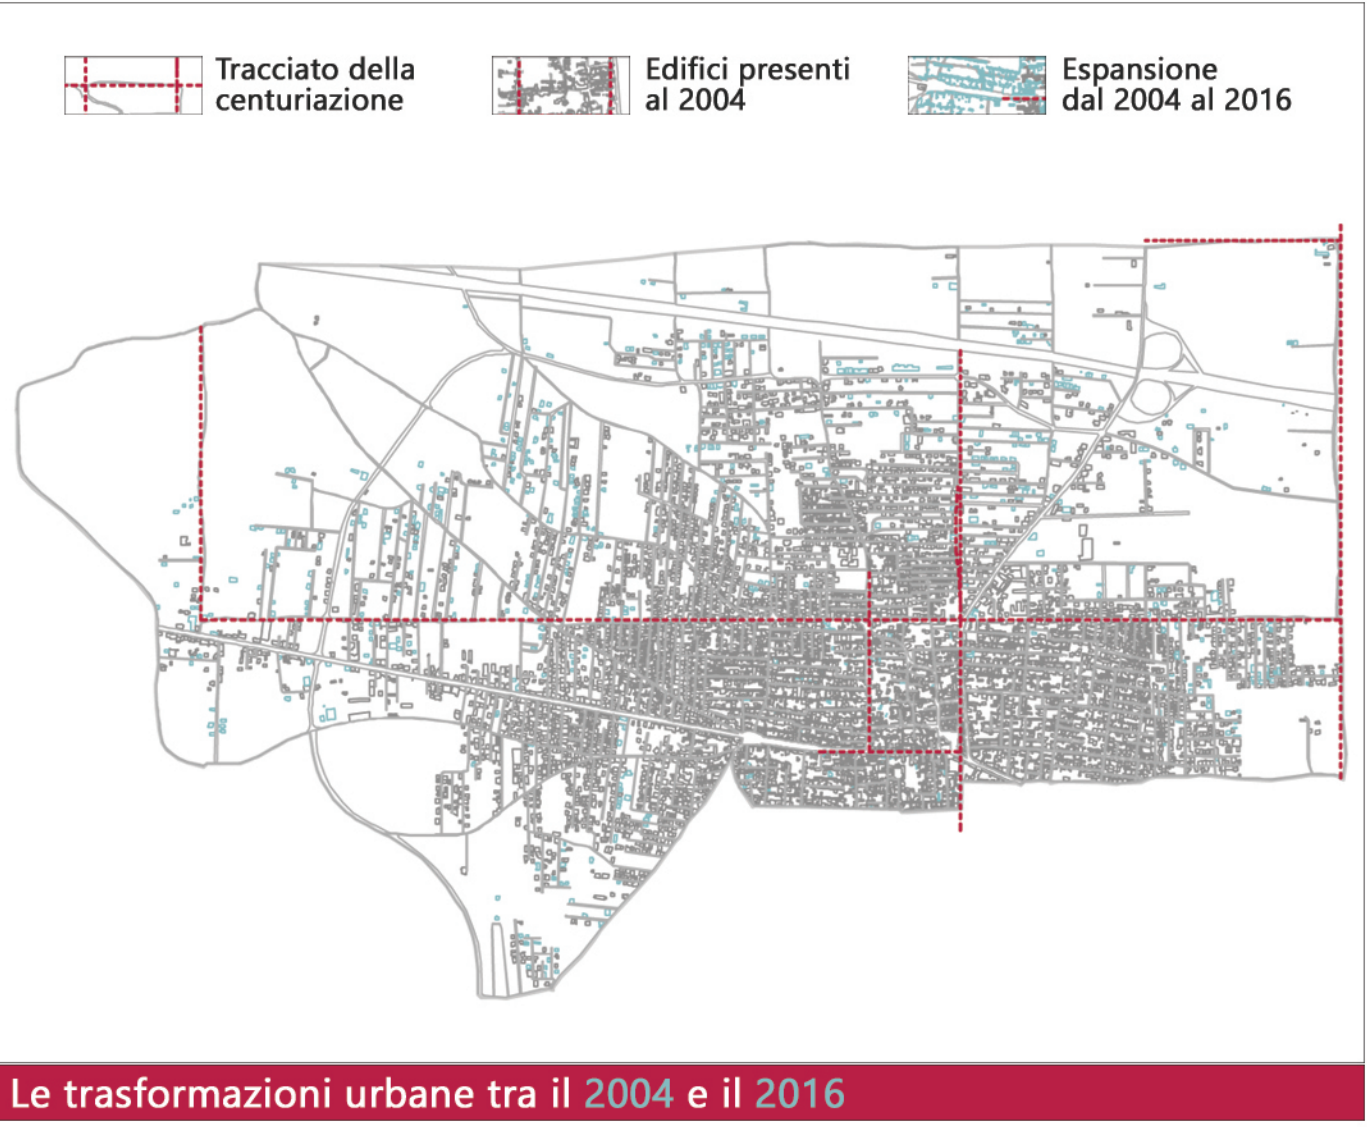 Tracciato della
centuriazione
Edifici presenti
al 2004
Espansione
dal 2004 al 2016
Le trasformazioni urbane tra il 2004 e il 2016